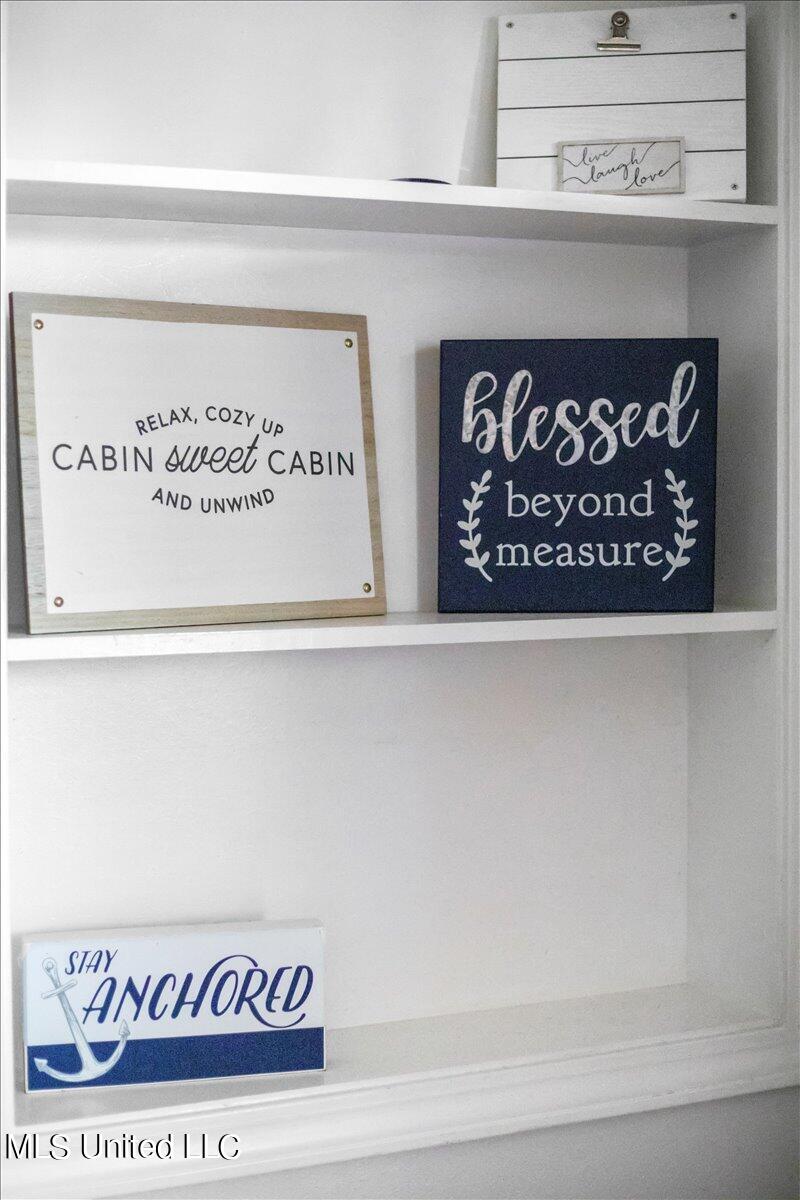 live
laugh
love
RELAX, COZY UP
CABIN sweet CABIN
AND UNWIND
blessed
beyond
measure
STAY
ANCHORED
MLS United LLC